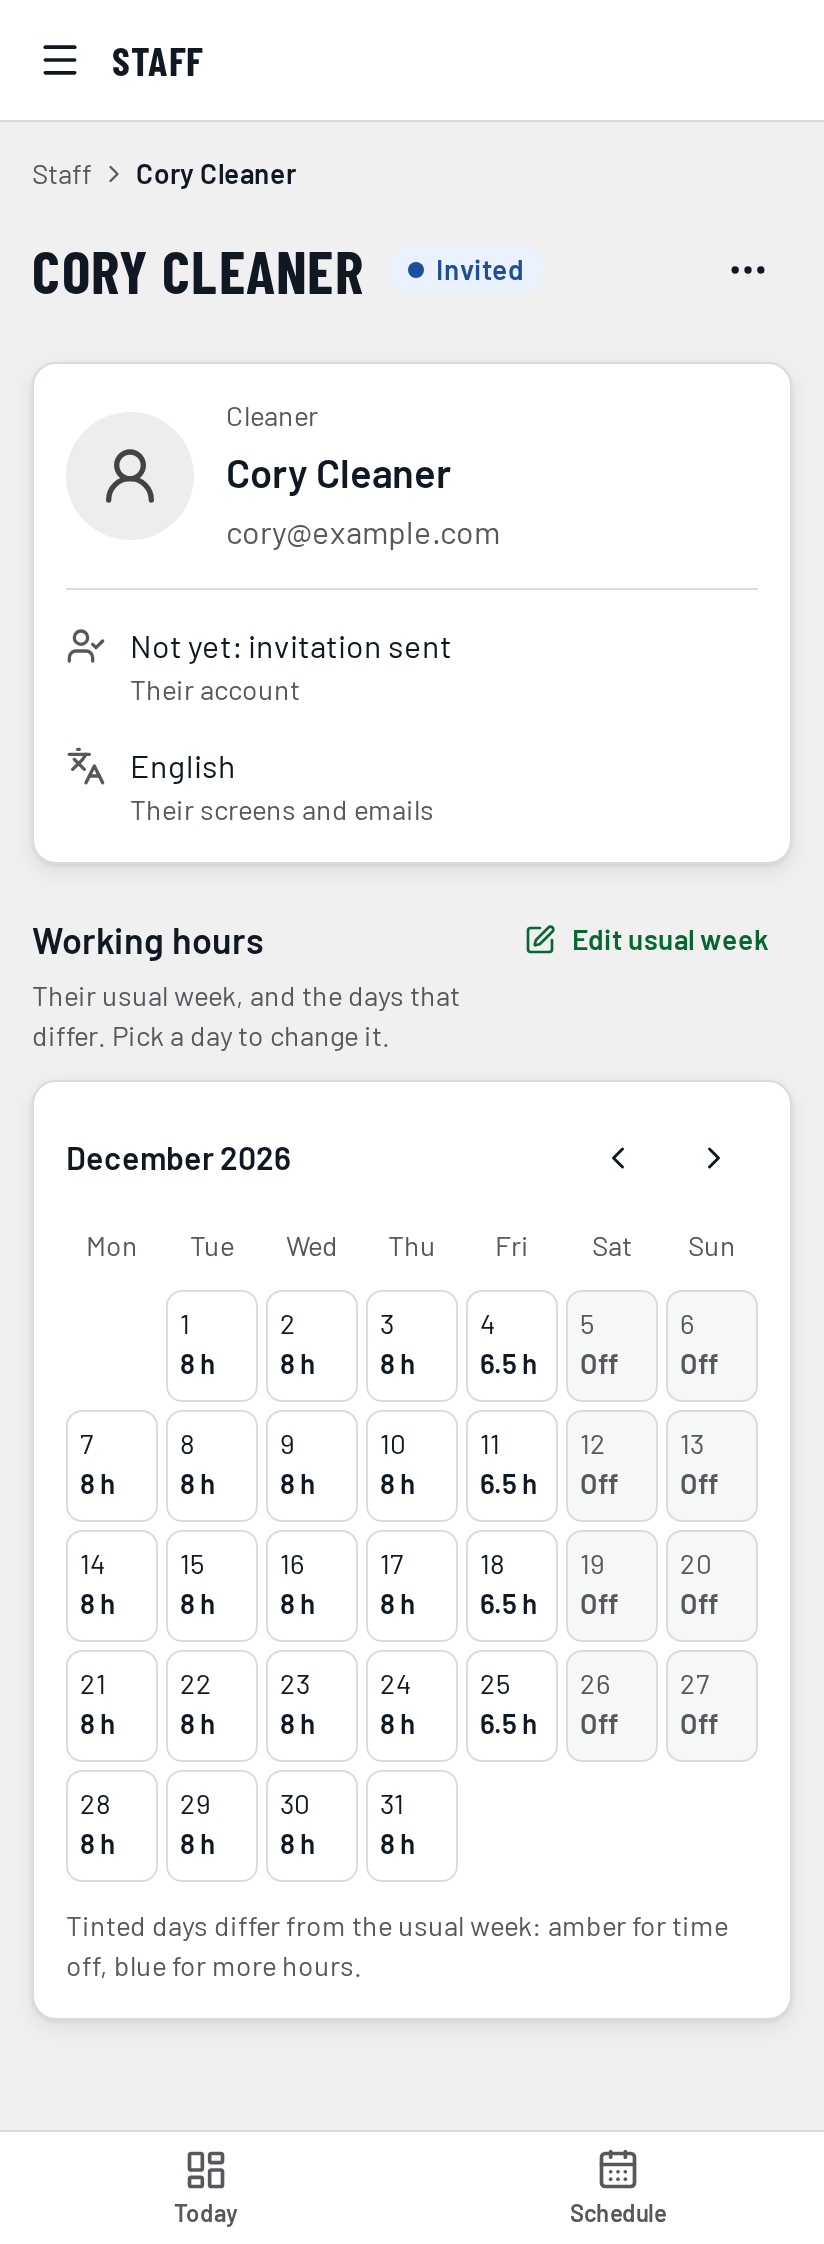 STAFF
Staff > Cory Cleaner
CORY CLEANER
Invited
Cleaner
Cory Cleaner
cory@example.com
Not yet: invitation sent
Their account
English
Their screens and emails
Working hours
Edit usual week
Their usual week, and the days that
differ. Pick a day to change it.
December 2026
Mon Tue Wed Thu Fri Sat Sun
1 2 3 4 5 6
8 h 8 h 8 h 6.5 h Off Off
7 8 9 10 11 12 13
8 h 8 h 8 h 8 h 6.5 h Off Off
14 15 16 17 18 19 20
8 h 8 h 8 h 8 h 6.5 h Off Off
21 22 23 24 25 26 27
8 h 8 h 8 h 8 h 6.5 h Off Off
28 29 30 31
8 h 8 h 8 h 8 h
Tinted days differ from the usual week: amber for time
off, blue for more hours.
Today Schedule